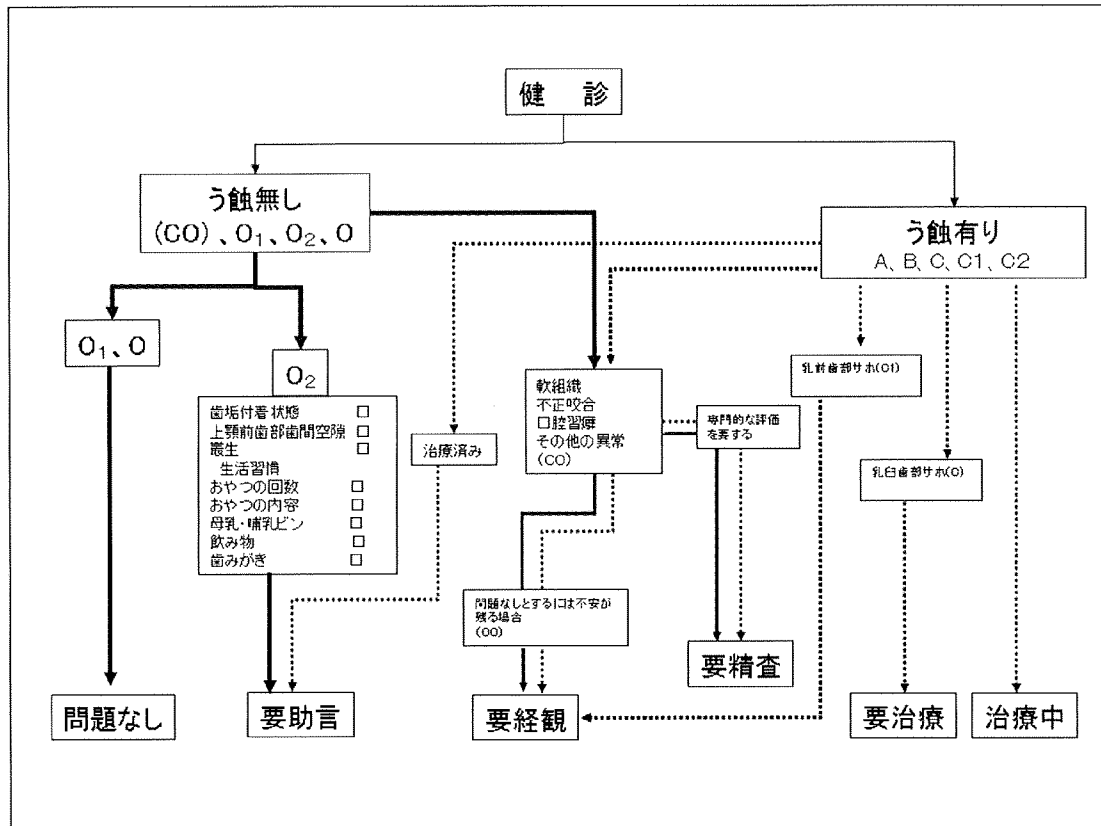 健　診
う蝕無し
(CO)、O₁、O₂、O
う蝕有り
A、B、C、C1、C2
O₁、O
O₂
歯垢付着状態 □
上顎前歯部歯間空隙 □
叢生 □
生活習慣
おやつの回数 □
おやつの内容 □
母乳・哺乳ビン □
飲み物 □
歯みがき □
治療済み
軟組織
不正咬合
口腔習癖
その他の異常
(CO)
専門的な評価
を要する
乳前歯部サホ(C1)
乳臼歯部サホ(C)
問題なしとするには不安が
残る場合
(CO)
要精査
問題なし
要助言
要経観
要治療
治療中